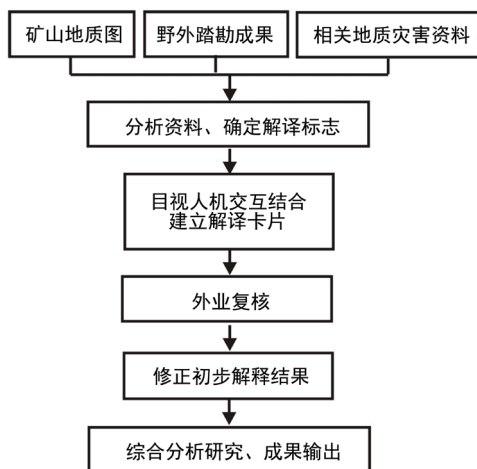 矿山地质图
野外踏勘成果
相关地质灾害资料
分析资料、确定解译标志
目视人机交互结合
建立解译卡片
外业复核
修正初步解释结果
综合分析研究、成果输出